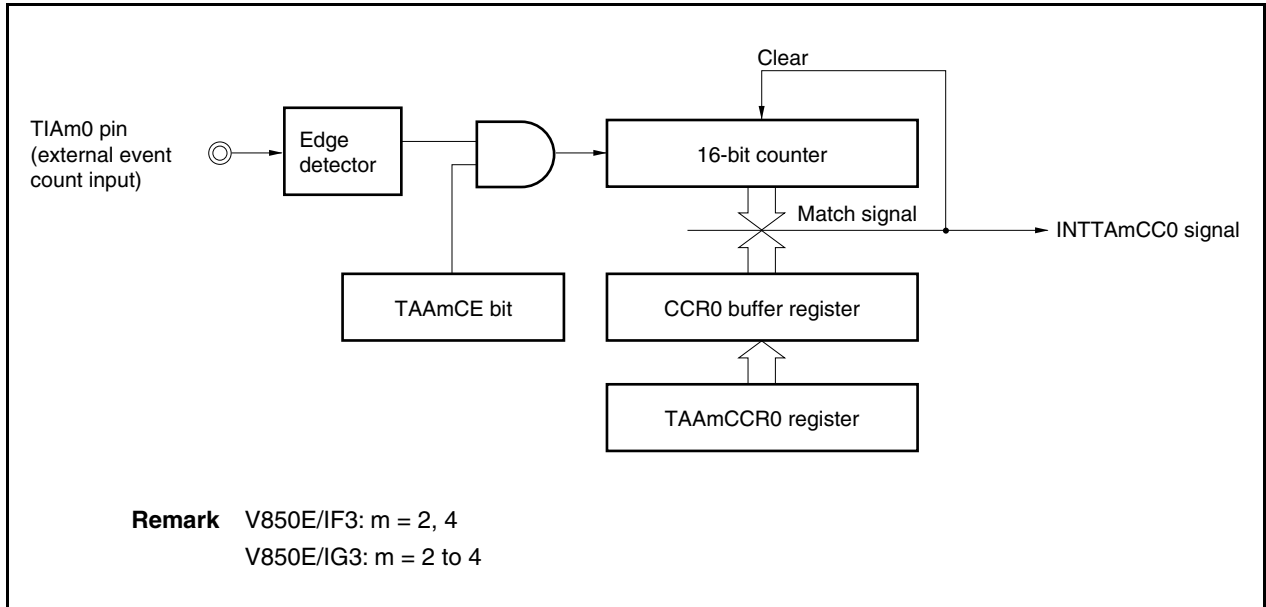 Clear
TIAm0 pin
(external event
count input)
Edge
detector
16-bit counter
Match signal
INTTAmCC0 signal
TAAmCE bit
CCR0 buffer register
TAAmCCR0 register
Remark V850E/IF3: m = 2, 4
V850E/IG3: m = 2 to 4